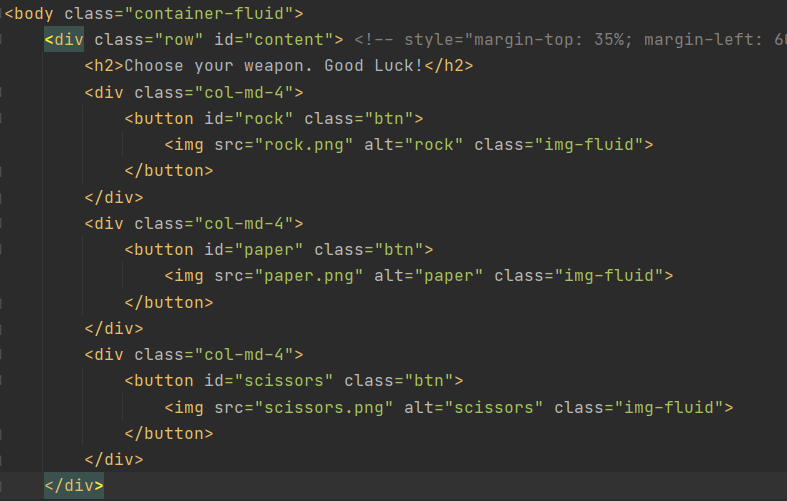 <body class="container-fluid">
<div class="row" id="content"> <!-- style="margin-top: 35%; margin-left:
<h2>Choose your weapon. Good Luck!</h2>
<div class="col-md-4">
<button id="rock" class="btn">
<img src="rock.png" alt="rock" class="img-fluid">
</button>
</div>
<div class="col-md-4">
<button id="paper" class="btn">
<img src="paper.png" alt="paper" class="img-fluid">
</button>
</div>
<div class="col-md-4">
<button id="scissors" class="btn">
<img src="scissors.png" alt="scissors" class="img-fluid">
</button>
</div>
</div>